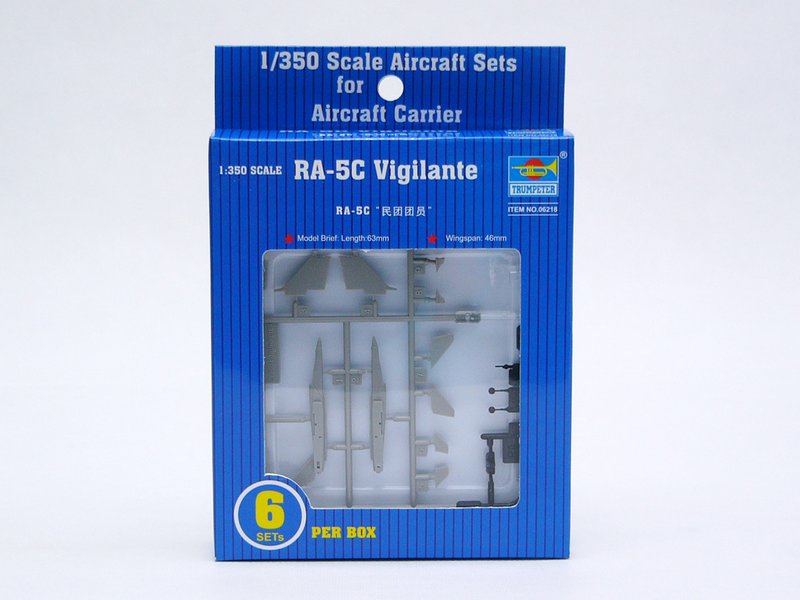 1/350 Scale Aircraft Sets
for
Aircraft Carrier
1:350 SCALE RA-5C Vigilante
®
TRUMPETER
RA-5C "民团团员"
ITEM NO.06218
★ Model Brief: Length:63mm ★ Wingspan: 46mm
6
SETs
PER BOX